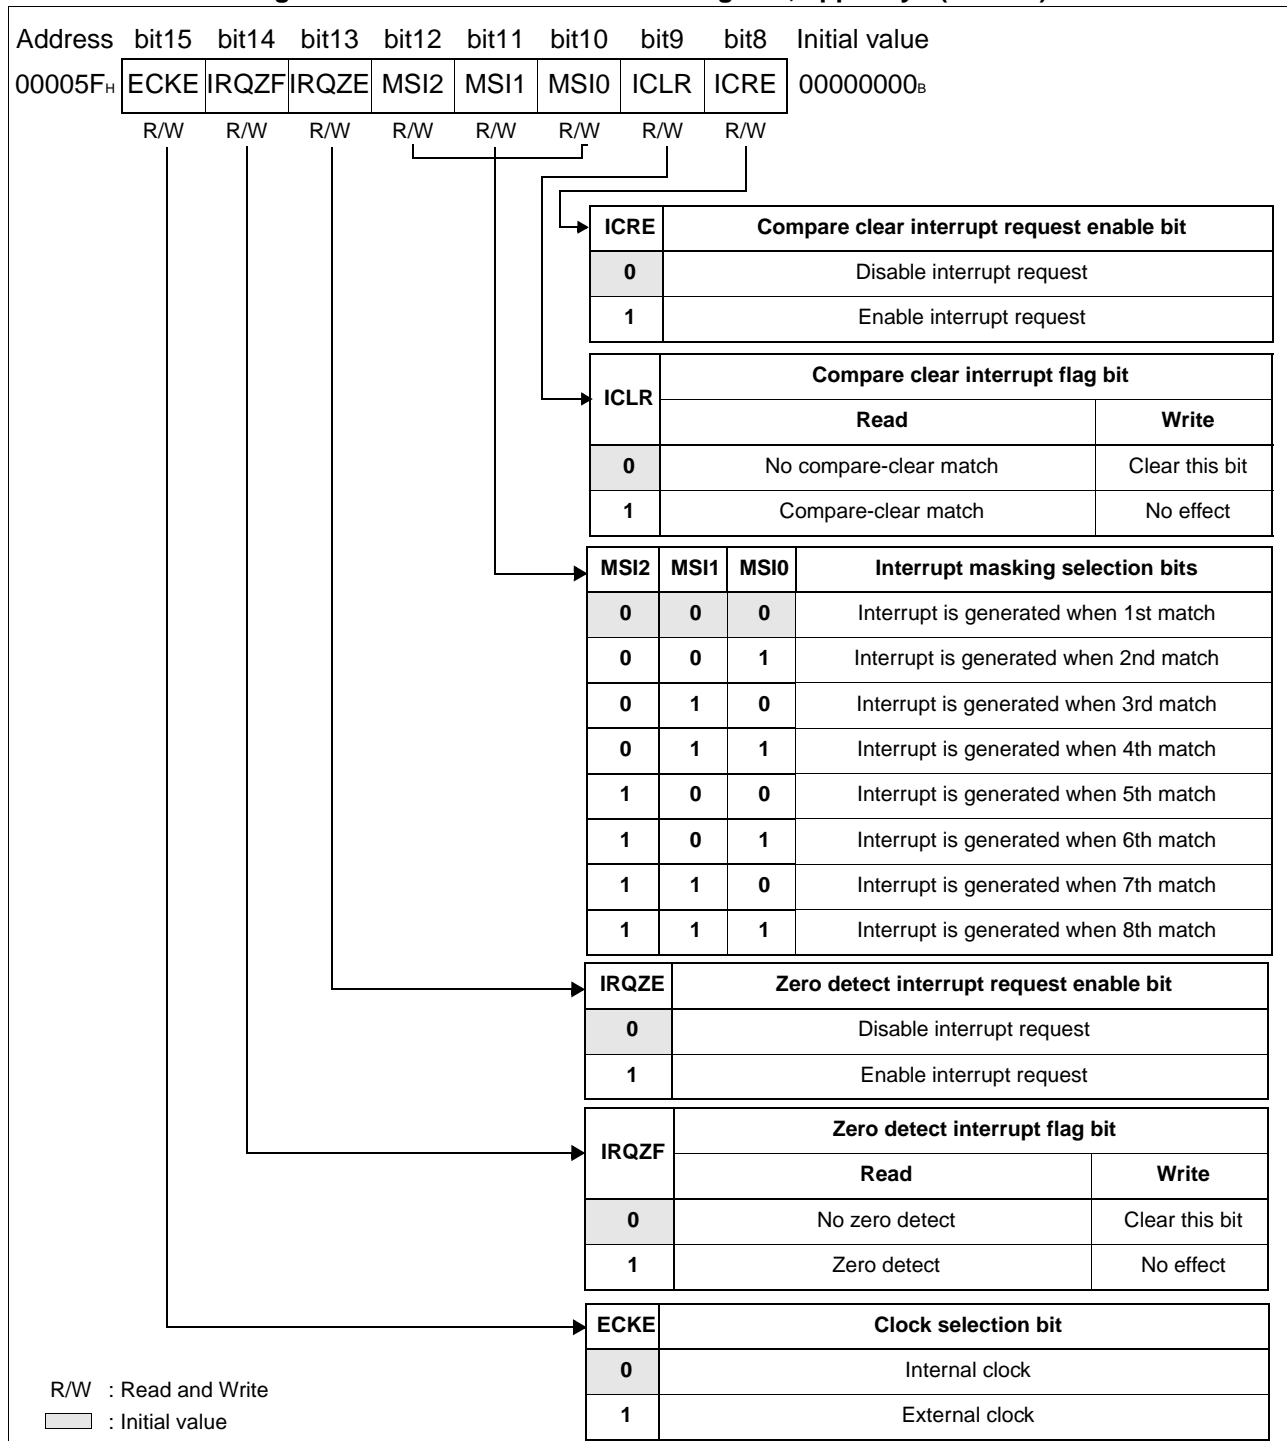 Address bit15 bit14 bit13 bit12 bit11 bit10 bit9 bit8 Initial value
00005FH ECKE IRQZF IRQZE MSI2 MSI1 MSI0 ICLR ICRE 00000000B
R/W R/W R/W R/W R/W R/W R/W R/W
ICRE Compare clear interrupt request enable bit
0 Disable interrupt request
1 Enable interrupt request
ICLR Compare clear interrupt flag bit
Read Write
0 No compare-clear match Clear this bit
1 Compare-clear match No effect
MSI2 MSI1 MSI0 Interrupt masking selection bits
0 0 0 Interrupt is generated when 1st match
0 0 1 Interrupt is generated when 2nd match
0 1 0 Interrupt is generated when 3rd match
0 1 1 Interrupt is generated when 4th match
1 0 0 Interrupt is generated when 5th match
1 0 1 Interrupt is generated when 6th match
1 1 0 Interrupt is generated when 7th match
1 1 1 Interrupt is generated when 8th match
IRQZE Zero detect interrupt request enable bit
0 Disable interrupt request
1 Enable interrupt request
IRQZF Zero detect interrupt flag bit
Read Write
0 No zero detect Clear this bit
1 Zero detect No effect
ECKE Clock selection bit
0 Internal clock
1 External clock
R/W : Read and Write
: Initial value